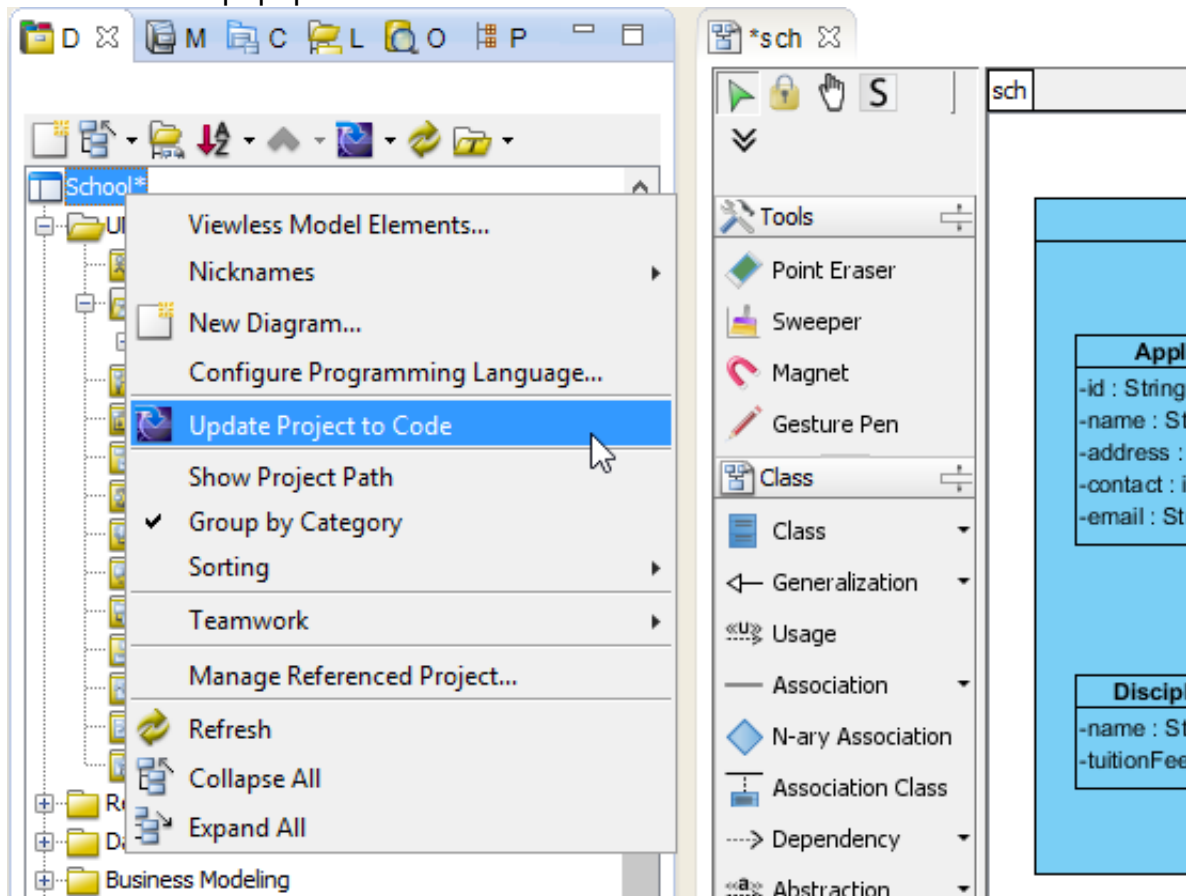 D M C L O P
*sch
S
sch
School*
Viewless Model Elements...
Nicknames
New Diagram...
Configure Programming Language...
Update Project to Code
Show Project Path
Group by Category
Sorting
Teamwork
Manage Referenced Project...
Refresh
Collapse All
Expand All
Business Modeling
Tools
Point Eraser
Sweeper
Magnet
Gesture Pen
Class
Class
Generalization
Usage
Association
N-ary Association
Association Class
Dependency
Abstraction
Appl
-id : String
-name : St
-address :
-contact : i
-email : St
Discipl
-name : St
-tuitionFee